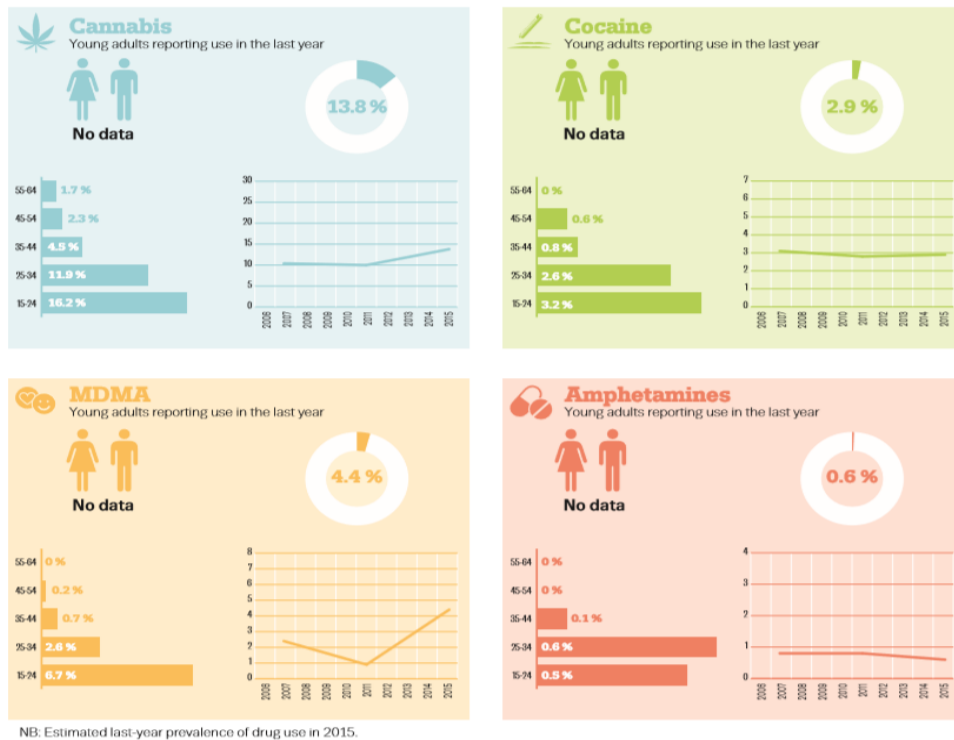 Cannabis
Young adults reporting use in the last year
No data
13.8 %
55-64 1.7 %
45-54 2.3 %
35-44 4.5 %
25-34 11.9 %
15-24 16.2 %
30
25
20
15
10
5
0
2006 2007 2008 2009 2010 2011 2012 2013 2014 2015
Cocaine
Young adults reporting use in the last year
No data
2.9 %
55-64 0 %
45-54 0.6 %
35-44 0.8 %
25-34 2.6 %
15-24 3.2 %
7
6
5
4
3
2
1
0
2006 2007 2008 2009 2010 2011 2012 2013 2014 2015
MDMA
Young adults reporting use in the last year
No data
4.4 %
55-64 0 %
45-54 0.2 %
35-44 0.7 %
25-34 2.6 %
15-24 6.7 %
8
7
6
5
4
3
2
1
0
2006 2007 2008 2009 2010 2011 2012 2013 2014 2015
Amphetamines
Young adults reporting use in the last year
No data
0.6 %
55-64 0 %
45-54 0 %
35-44 0.1 %
25-34 0.6 %
15-24 0.5 %
4
3
2
1
0
2006 2007 2008 2009 2010 2011 2012 2013 2014 2015
NB: Estimated last-year prevalence of drug use in 2015.